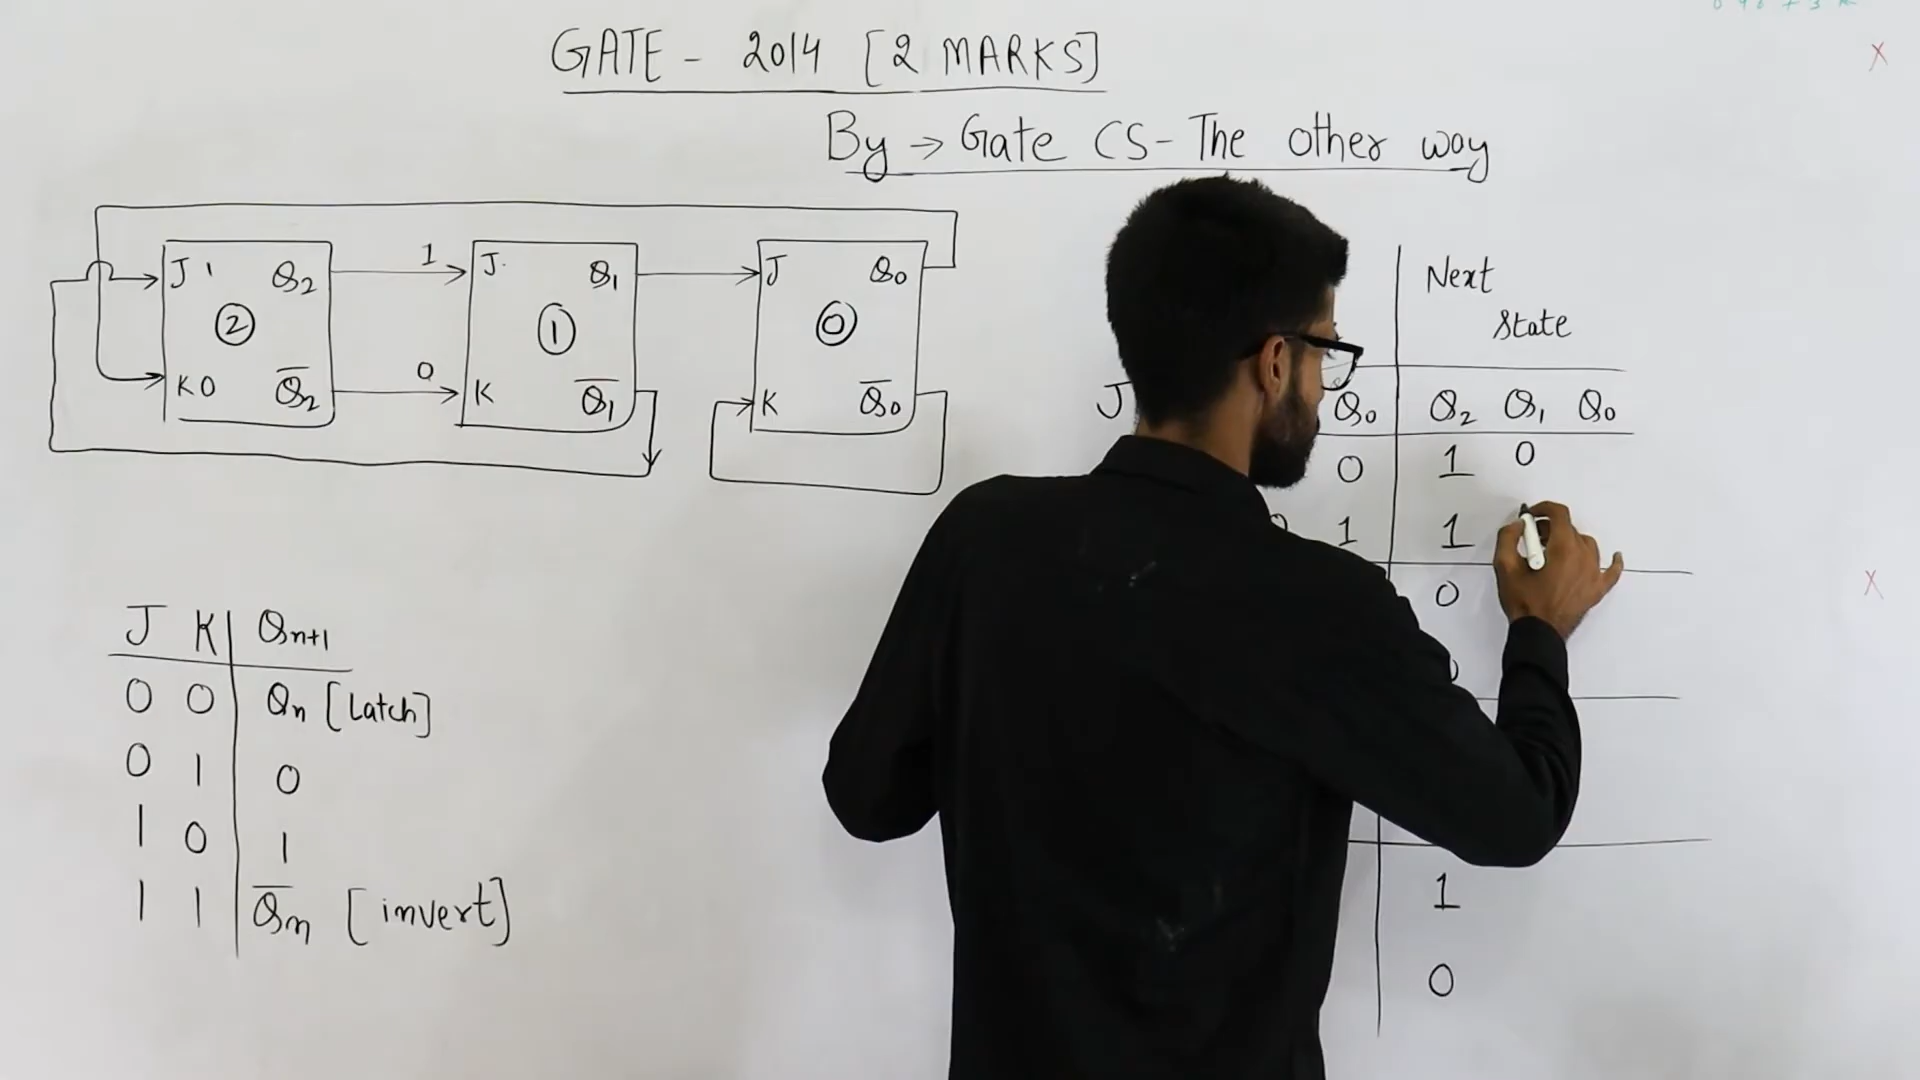 GATE - 2014 [2 MARKS]
By → Gate CS - The other way
J 1 Q2 1 J Q1 J Q0
② ① ⓪
K 0 Q̅2 0 K Q̅1 K Q̅0
Next
State
J Q0 Q2 Q1 Q0
0 1 0
1 1
0
1
0
J K Qn+1
0 0 Qn [Latch]
0 1 0
1 0 1
1 1 Q̅n [invert]